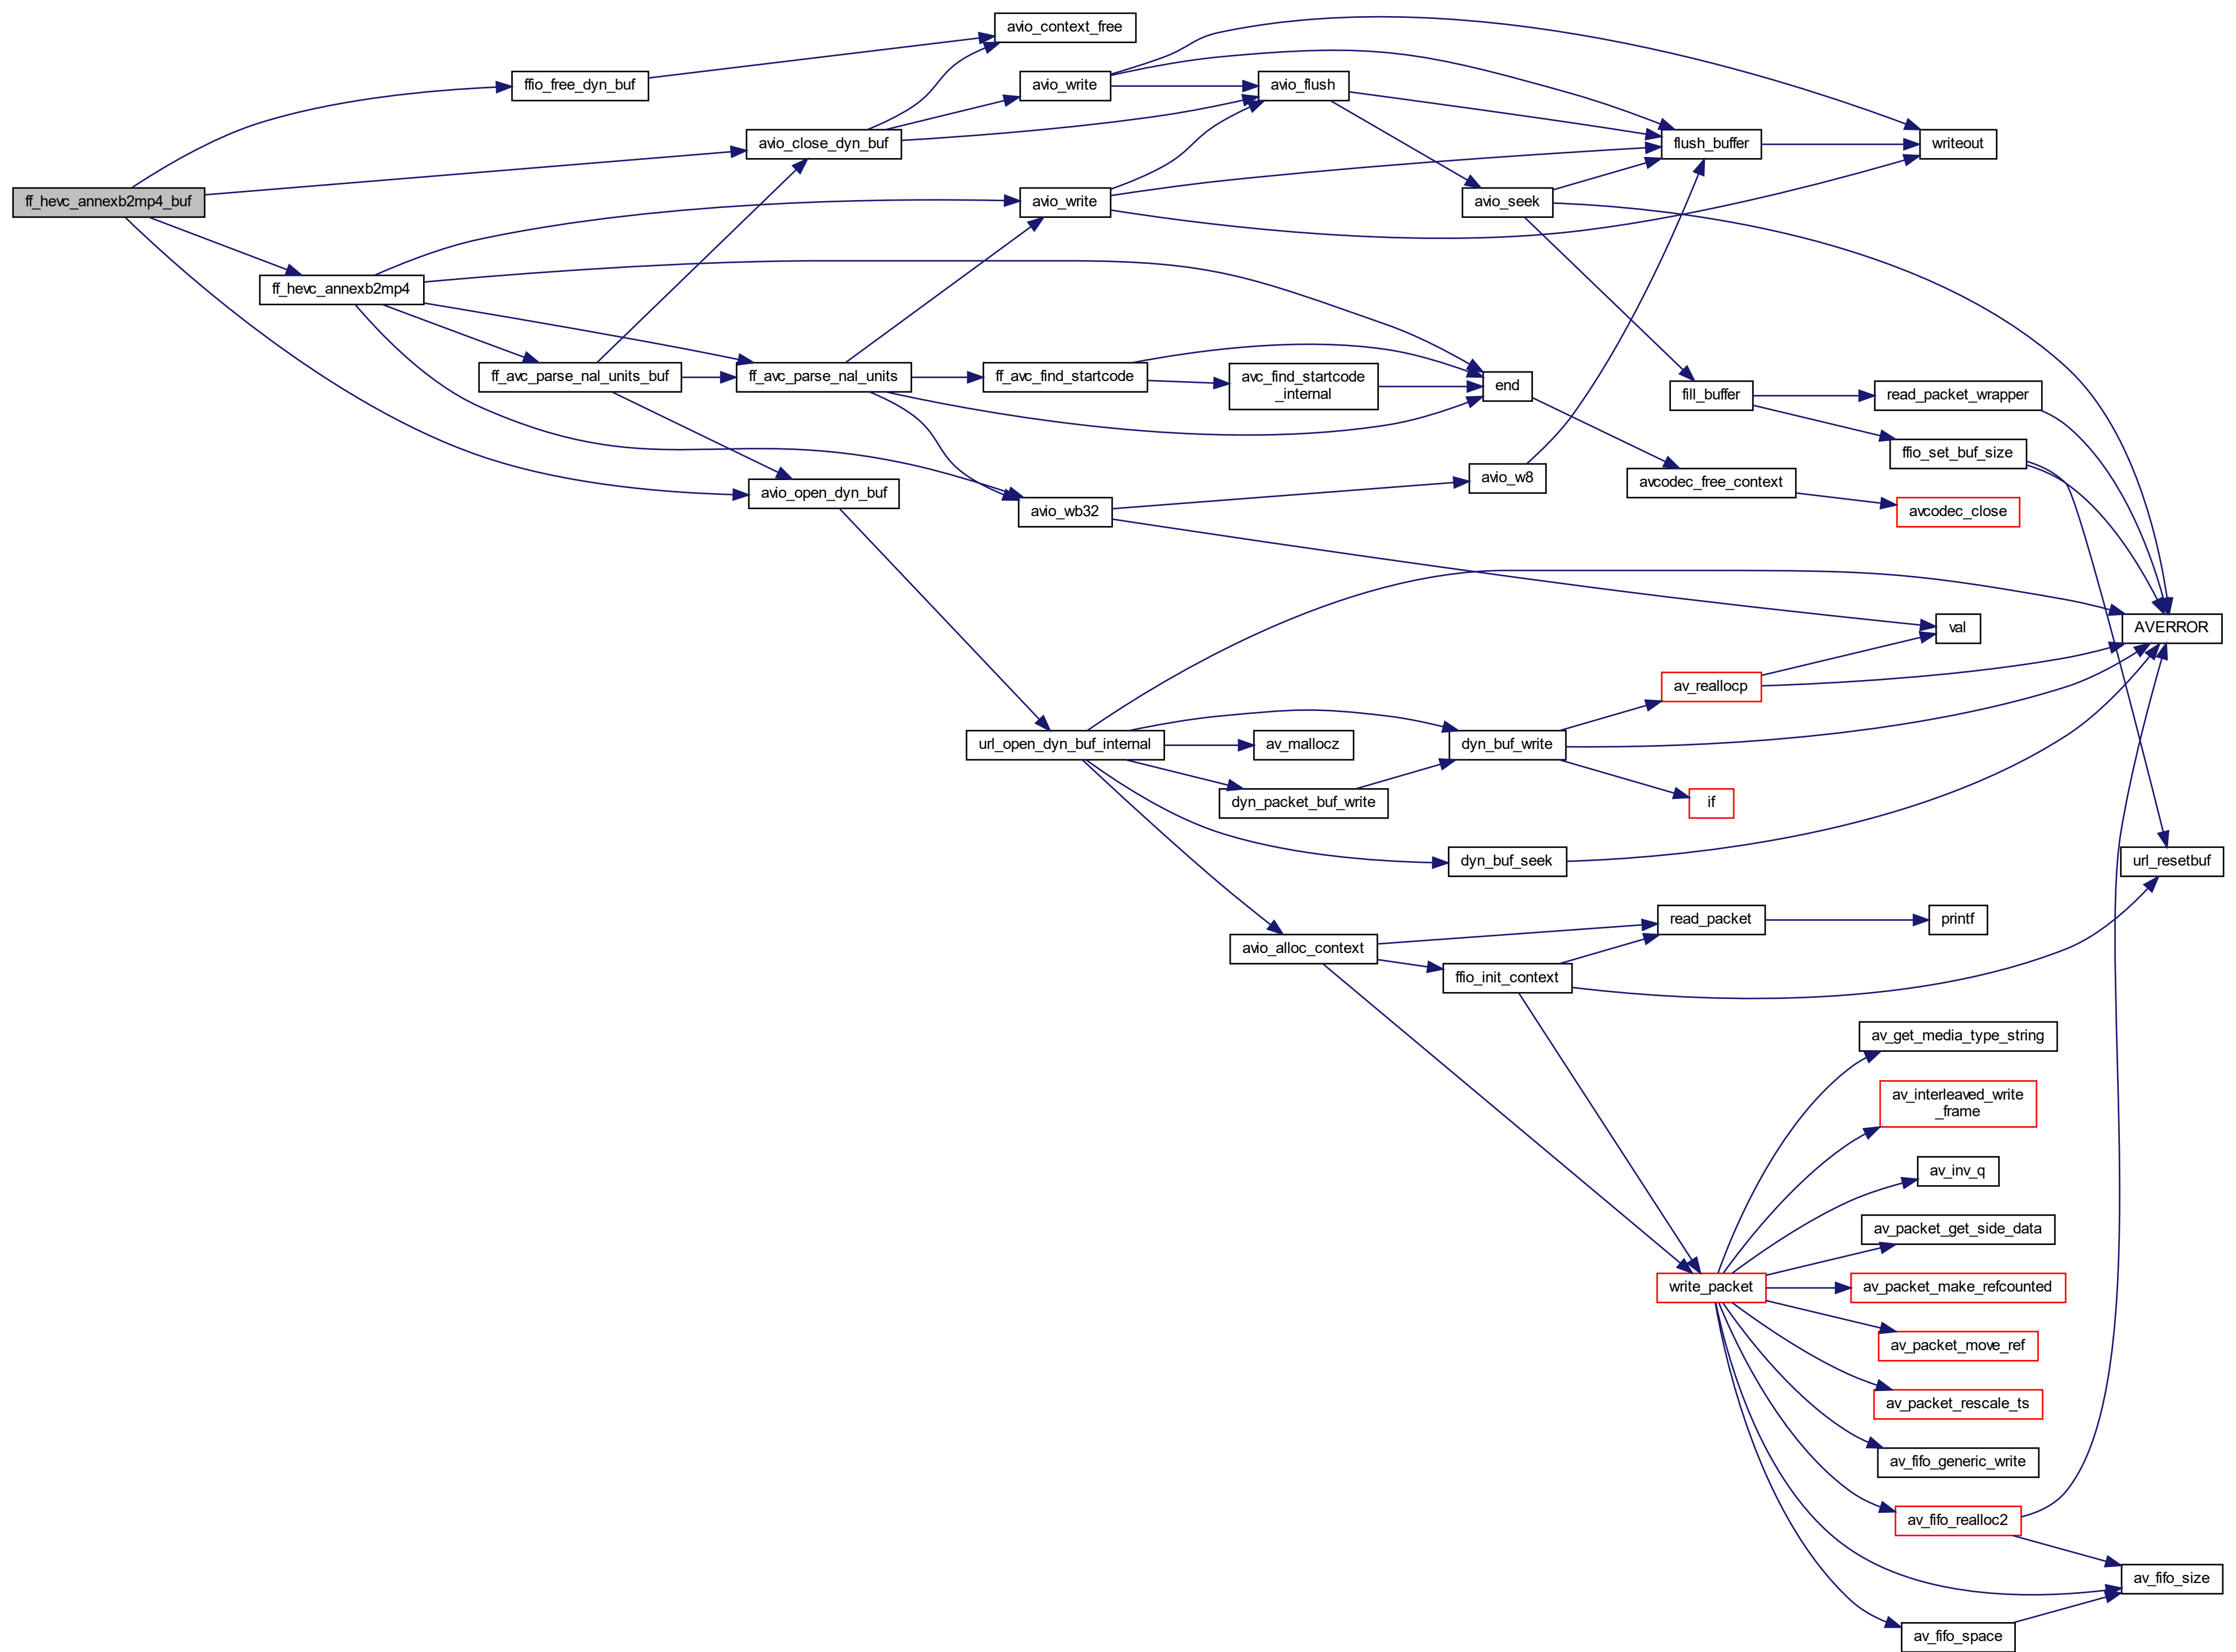 avio_context_free
ffio_free_dyn_buf
avio_write
avio_flush
avio_close_dyn_buf
flush_buffer
writeout
ff_hevc_annexb2mp4_buf
avio_write
avio_seek
ff_hevc_annexb2mp4
ff_avc_parse_nal_units_buf
ff_avc_parse_nal_units
ff_avc_find_startcode
avc_find_startcode
_internal
end
fill_buffer
read_packet_wrapper
ffio_set_buf_size
avio_open_dyn_buf
avio_w8
avcodec_free_context
avio_wb32
avcodec_close
val
AVERROR
av_reallocp
url_open_dyn_buf_internal
av_mallocz
dyn_buf_write
dyn_packet_buf_write
if
dyn_buf_seek
url_resetbuf
read_packet
printf
avio_alloc_context
ffio_init_context
av_get_media_type_string
av_interleaved_write
_frame
av_inv_q
av_packet_get_side_data
write_packet
av_packet_make_refcounted
av_packet_move_ref
av_packet_rescale_ts
av_fifo_generic_write
av_fifo_realloc2
av_fifo_size
av_fifo_space